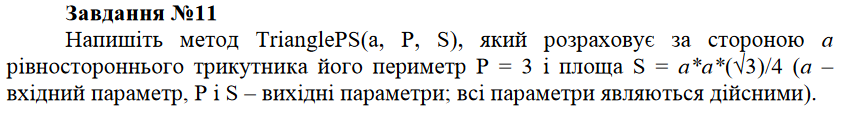 Завдання №11
Напишіть метод TrianglePS(a, P, S), який розраховує за стороною a
рівностороннього трикутника його периметр P = 3 і площа S = a*a*(√3)/4 (a –
вхідний параметр, P і S – вихідні параметри; всі параметри являються дійсними).